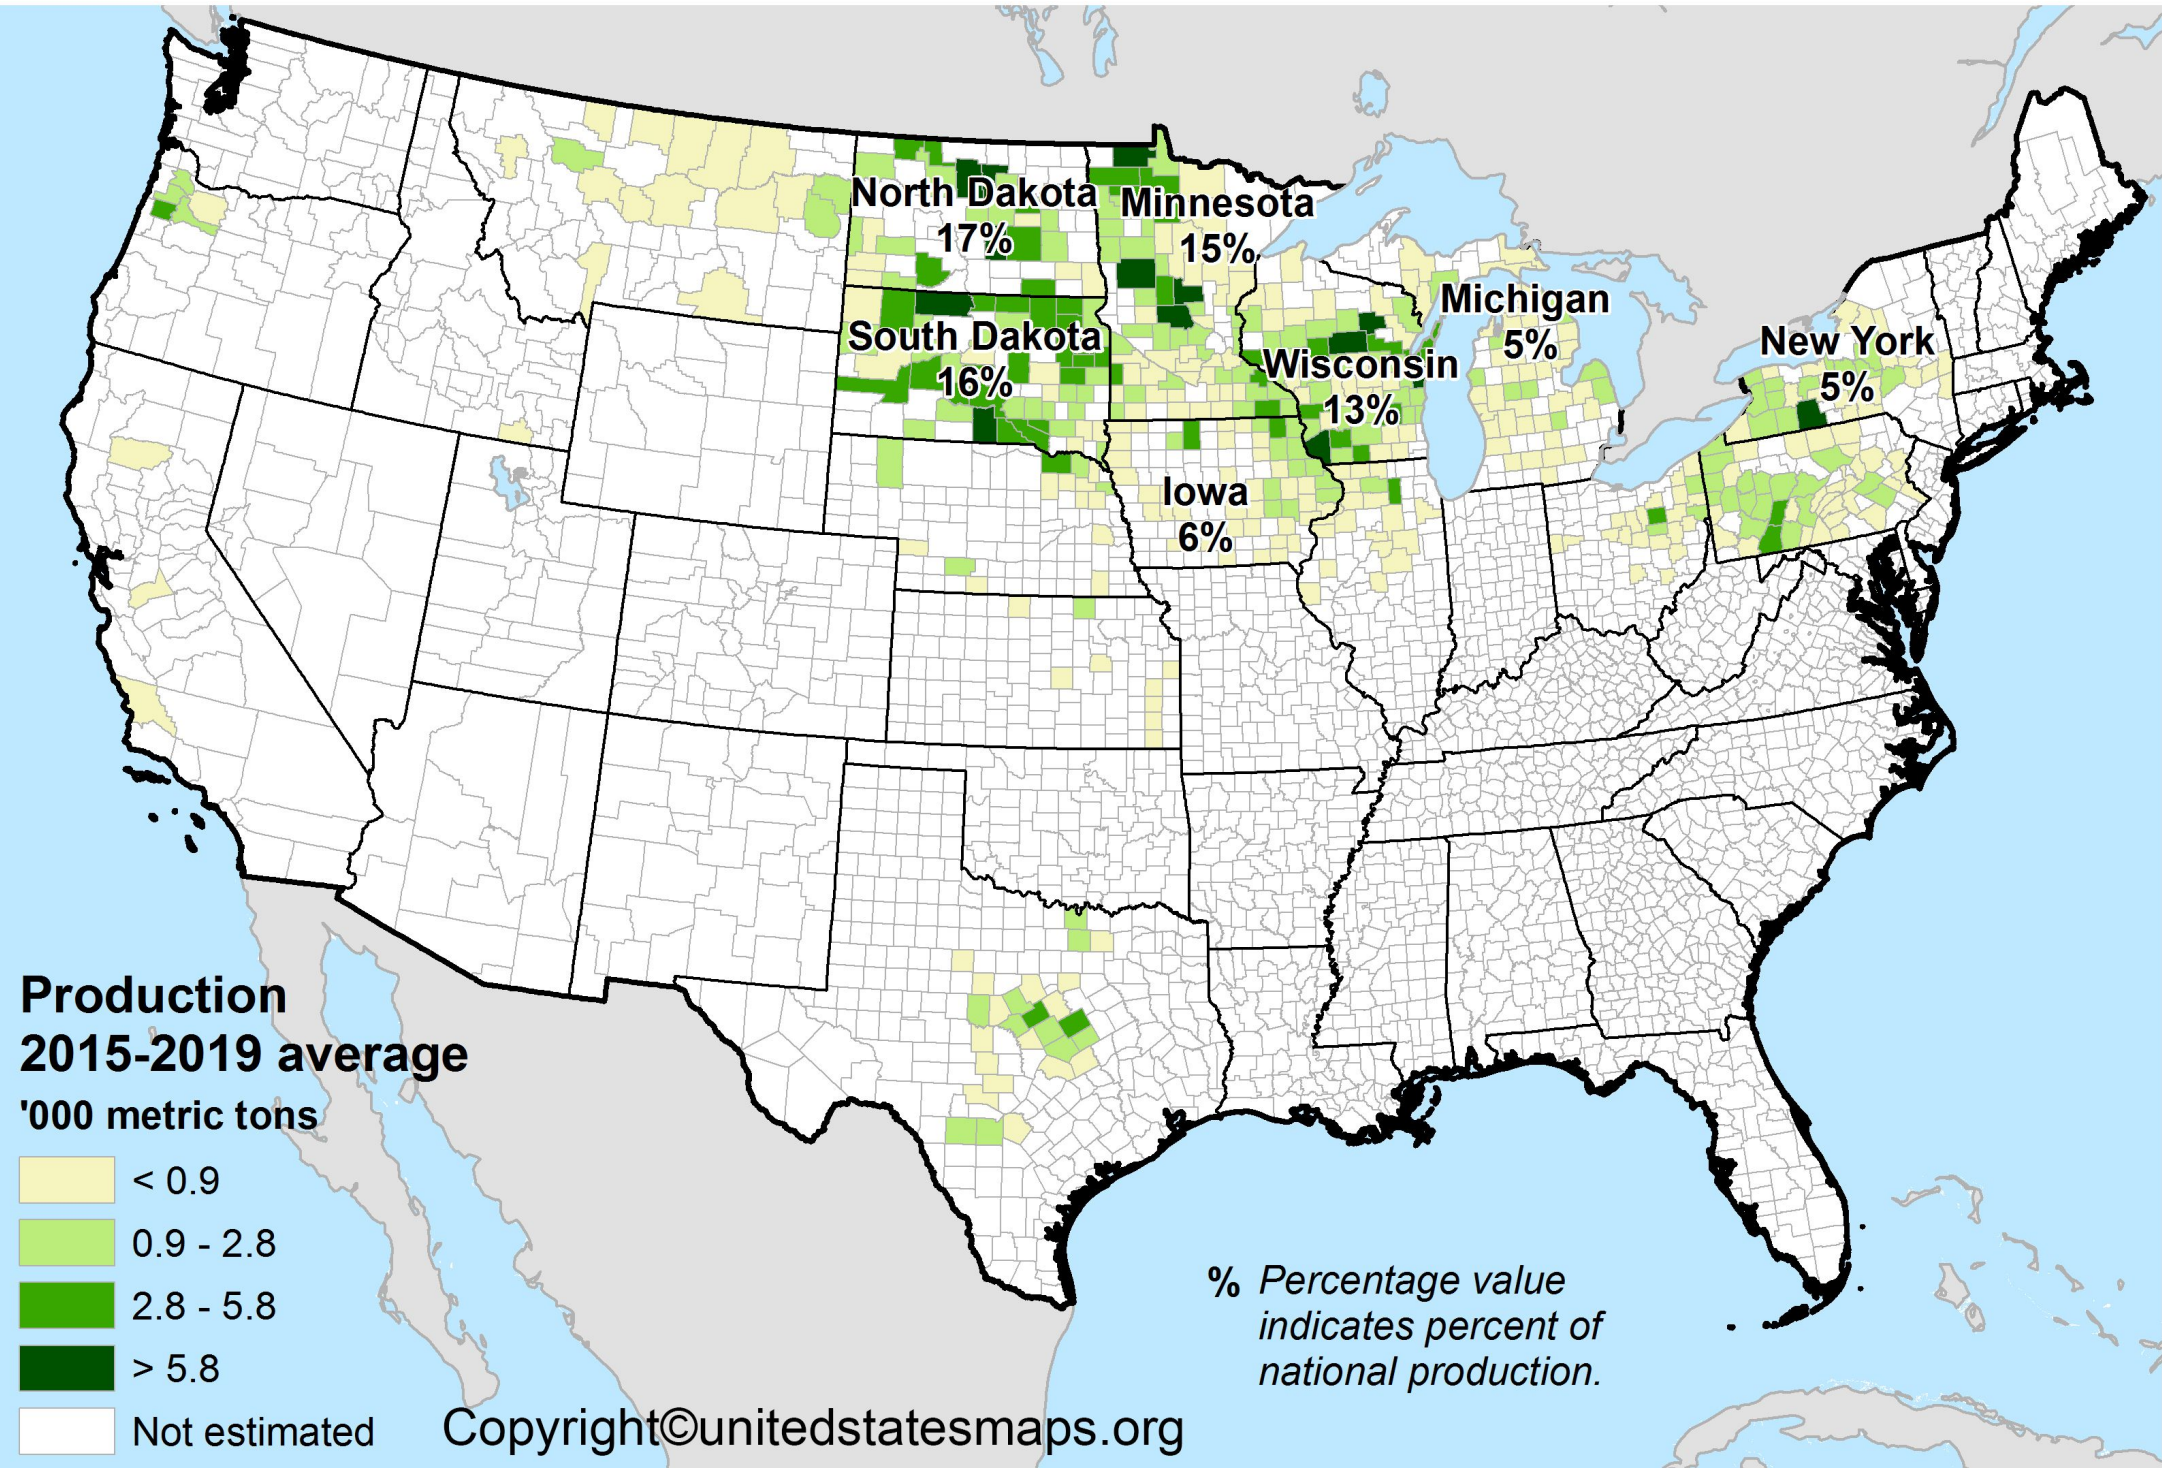 North Dakota
17%
Minnesota
15%
South Dakota
16%
Wisconsin
13%
Michigan
5%
New York
5%
Iowa
6%
Production
2015-2019 average
'000 metric tons
< 0.9
0.9 - 2.8
2.8 - 5.8
> 5.8
Not estimated
% Percentage value
indicates percent of
national production.
Copyright©unitedstatesmaps.org